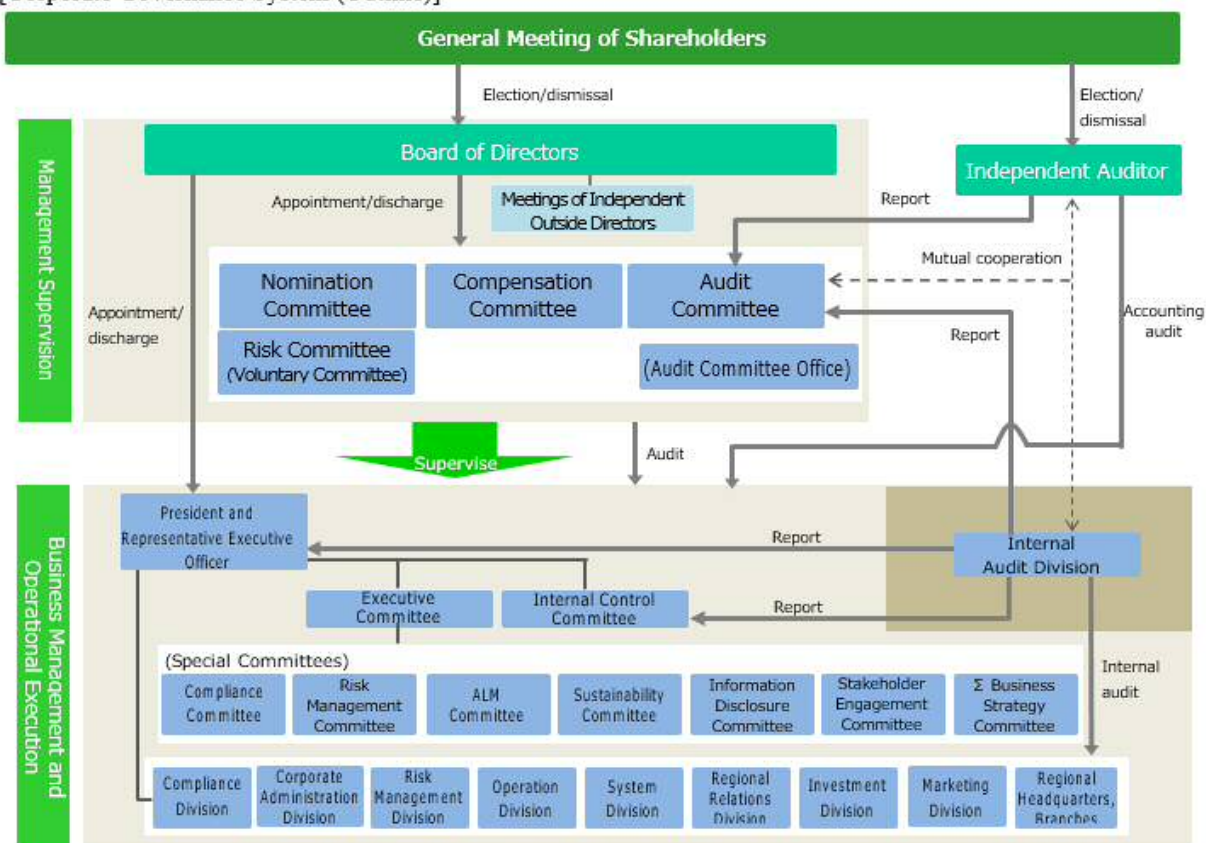 General Meeting of Shareholders
Election/dismissal
Election/
dismissal
Management Supervision
Board of Directors
Independent Auditor
Appointment/discharge
Meetings of Independent
Outside Directors
Report
Mutual cooperation
Nomination
Committee
Compensation
Committee
Audit
Committee
Appointment/
discharge
Accounting
audit
Report
Risk Committee
(Voluntary Committee)
(Audit Committee Office)
Supervise
Audit
Business Management and
Operational Execution
President and
Representative Executive
Officer
Report
Internal
Audit Division
Executive
Committee
Internal Control
Committee
Report
(Special Committees)
Internal
audit
Compliance
Committee
Risk
Management
Committee
ALM
Committee
Sustainability
Committee
Information
Disclosure
Committee
Stakeholder
Engagement
Committee
Σ Business
Strategy
Committee
Compliance
Division
Corporate
Administration
Division
Risk
Management
Division
Operation
Division
System
Division
Regional
Relations
Division
Investment
Division
Marketing
Division
Regional
Headquarters,
Branches